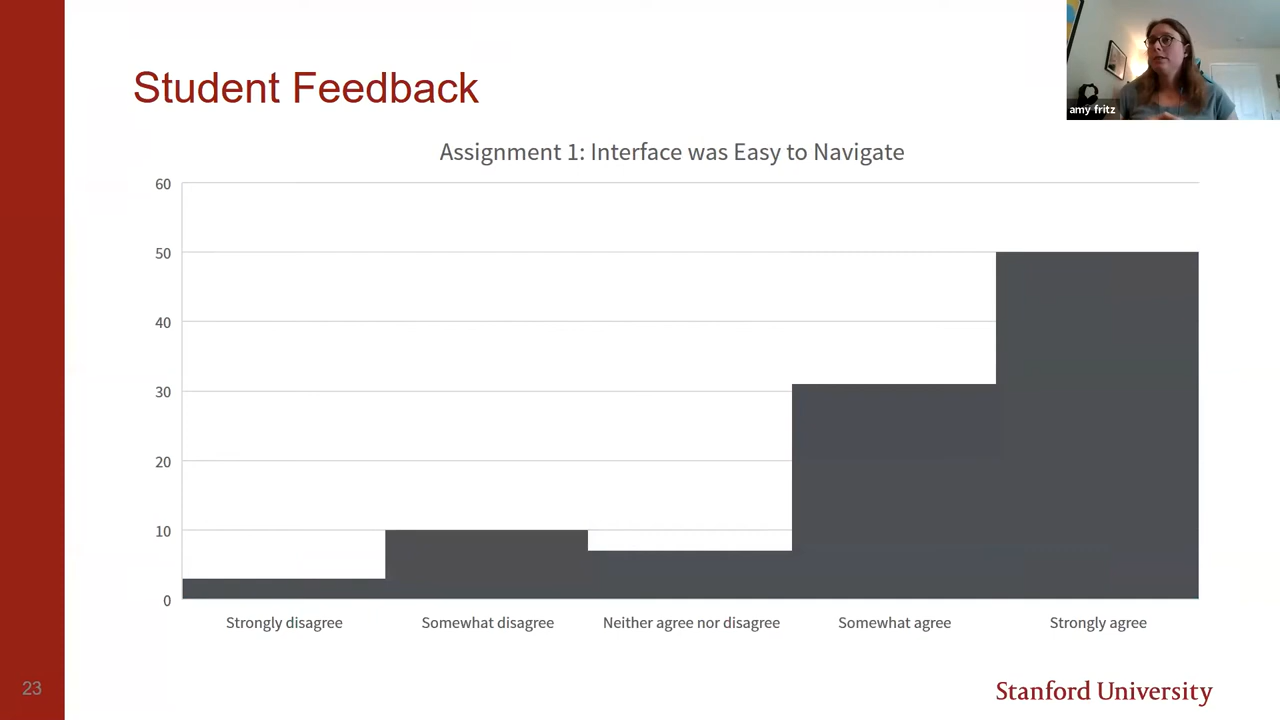 Student Feedback
amy fritz
Assignment 1: Interface was Easy to Navigate
60
50
40
30
20
10
0
Strongly disagree
Somewhat disagree
Neither agree nor disagree
Somewhat agree
Strongly agree
23
Stanford University